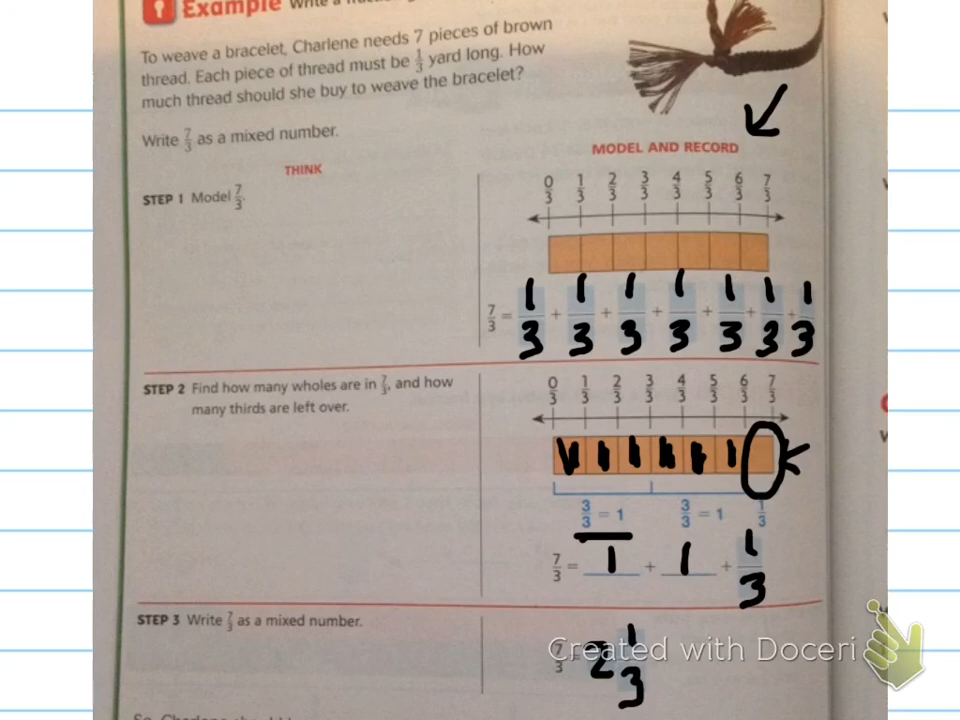 Example Write a
To weave a bracelet, Charlene needs 7 pieces of brown
thread. Each piece of thread must be 1/3 yard long. How
much thread should she buy to weave the bracelet?
Write 7/3 as a mixed number.
THINK
MODEL AND RECORD
STEP 1 Model 7/3.
0/3 1/3 2/3 3/3 4/3 5/3 6/3 7/3
7/3 = 1/3 + 1/3 + 1/3 + 1/3 + 1/3 + 1/3 + 1/3
STEP 2 Find how many wholes are in 7/3, and how
many thirds are left over.
0/3 1/3 2/3 3/3 4/3 5/3 6/3 7/3
3/3 = 1 3/3 = 1 1/3
7/3 = 1 + 1 + 1/3
STEP 3 Write 7/3 as a mixed number.
7/3 = 2 1/3
Created with Doceri